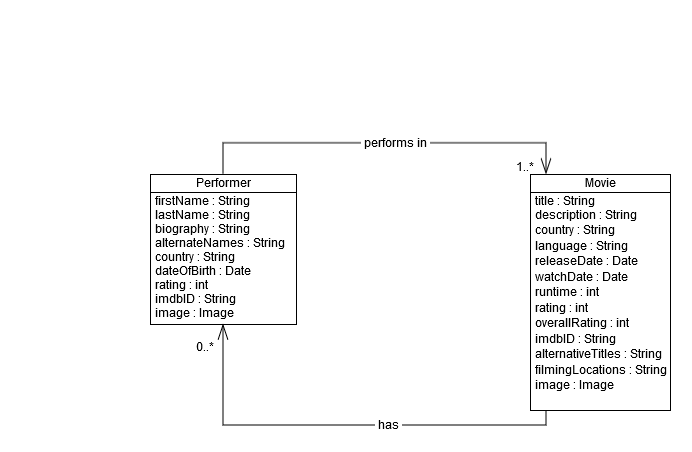 performs in
1..*
Performer
firstName : String
lastName : String
biography : String
alternateNames : String
country : String
dateOfBirth : Date
rating : int
imdbID : String
image : Image
0..*
Movie
title : String
description : String
country : String
language : String
releaseDate : Date
watchDate : Date
runtime : int
rating : int
overallRating : int
imdbID : String
alternativeTitles : String
filmingLocations : String
image : Image
has